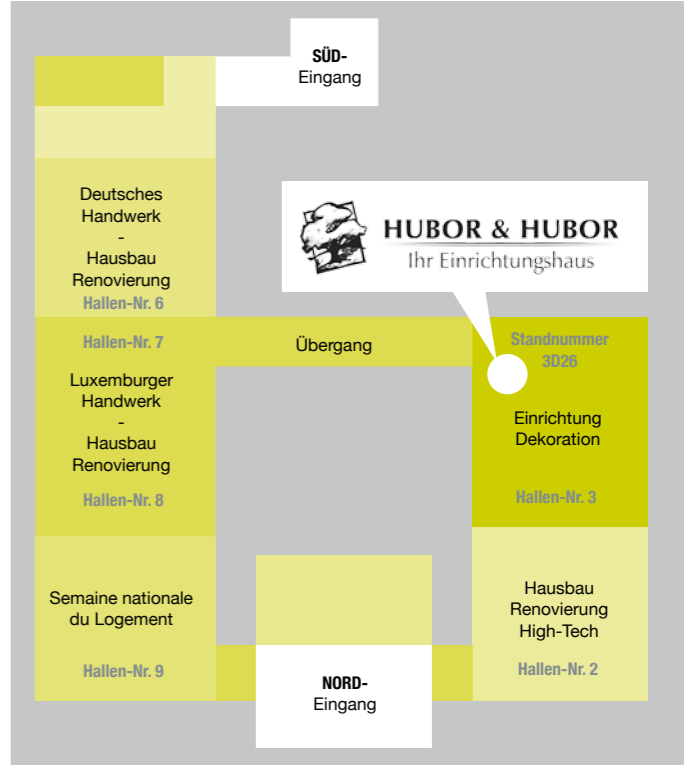 SÜD-
Eingang
Deutsches
Handwerk
-
Hausbau
Renovierung
Hallen-Nr. 6
HUBOR & HUBOR
Ihr Einrichtungshaus
Hallen-Nr. 7
Übergang
Standnummer
3D26
Luxemburger
Handwerk
-
Hausbau
Renovierung
Hallen-Nr. 8
Einrichtung
Dekoration
Hallen-Nr. 3
Semaine nationale
du Logement
Hallen-Nr. 9
Hausbau
Renovierung
High-Tech
Hallen-Nr. 2
NORD-
Eingang